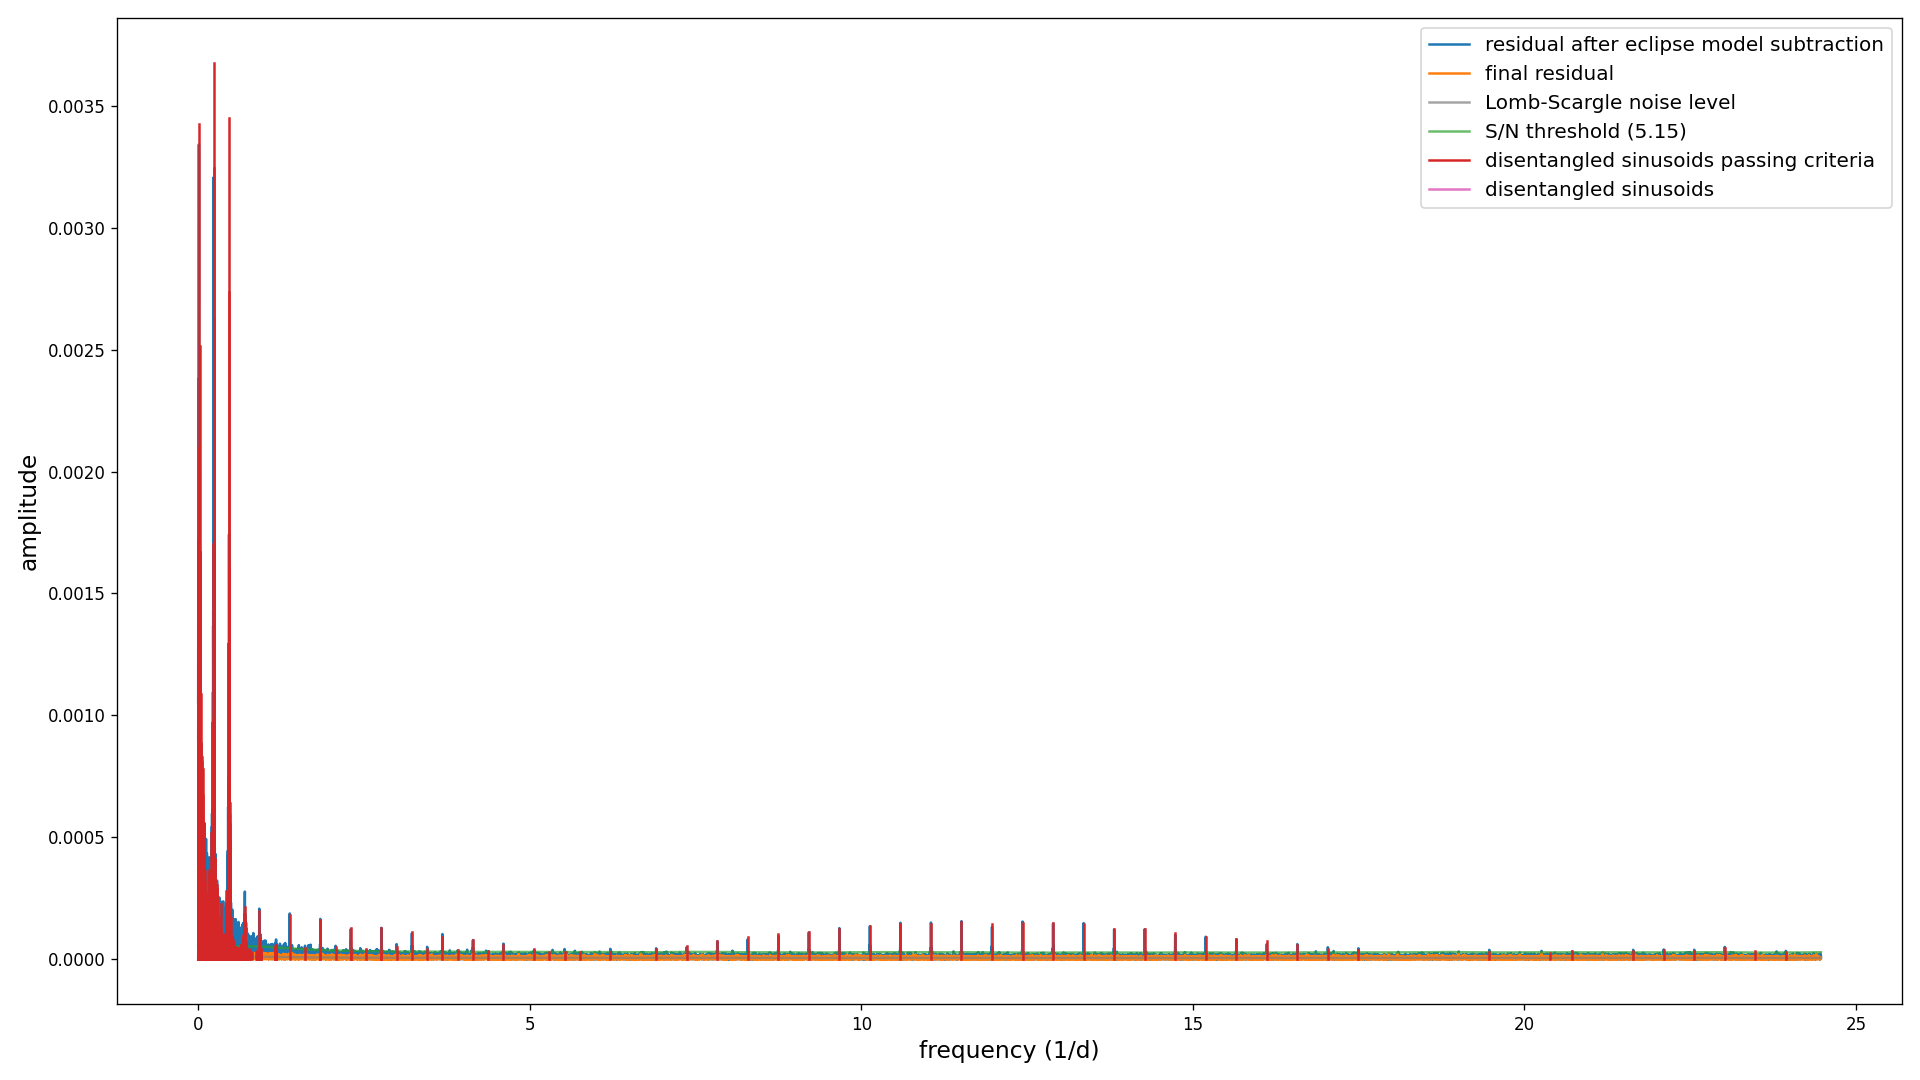 residual after eclipse model subtraction
final residual
Lomb-Scargle noise level
S/N threshold (5.15)
disentangled sinusoids passing criteria
disentangled sinusoids
amplitude
0.0035
0.0030
0.0025
0.0020
0.0015
0.0010
0.0005
0.0000
0 5 10 15 20 25
frequency (1/d)